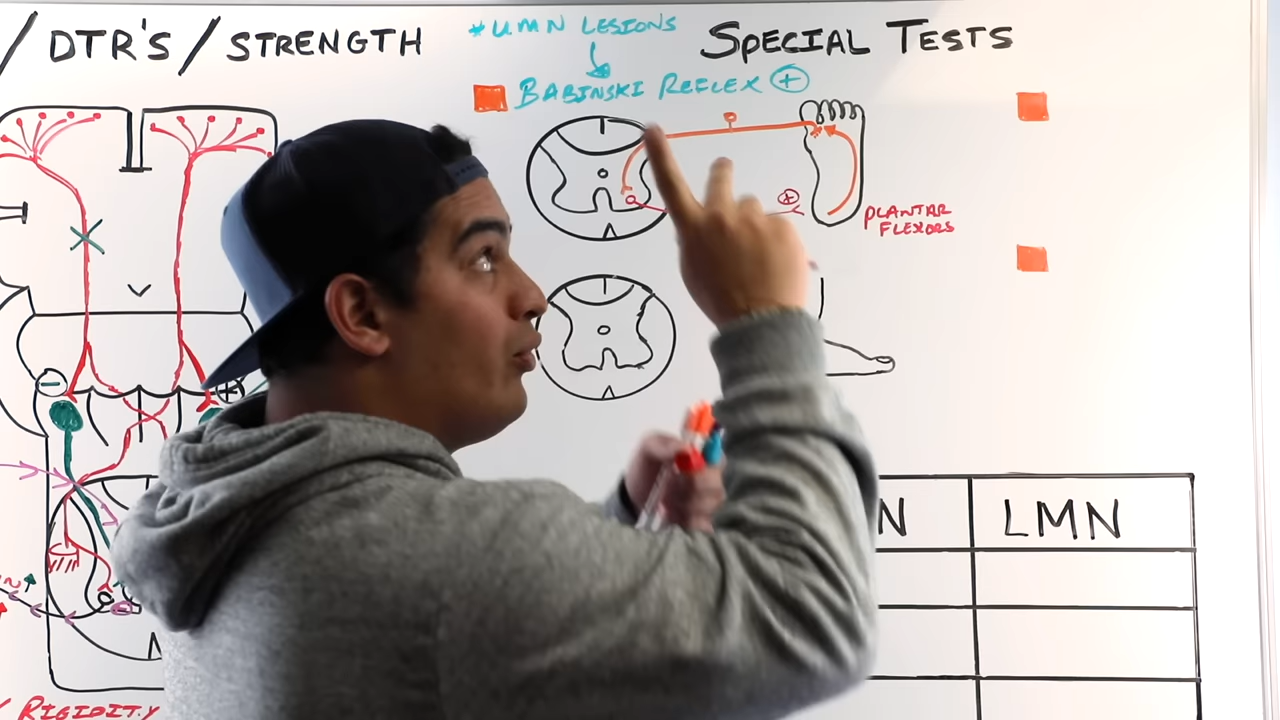 / DTR'S / STRENGTH
* UMN LESIONS
SPECIAL TESTS
BABINSKI REFLEX +
PLANTAR
FLEXORS
+
-
+
N
LMN
/ RIGIDITY